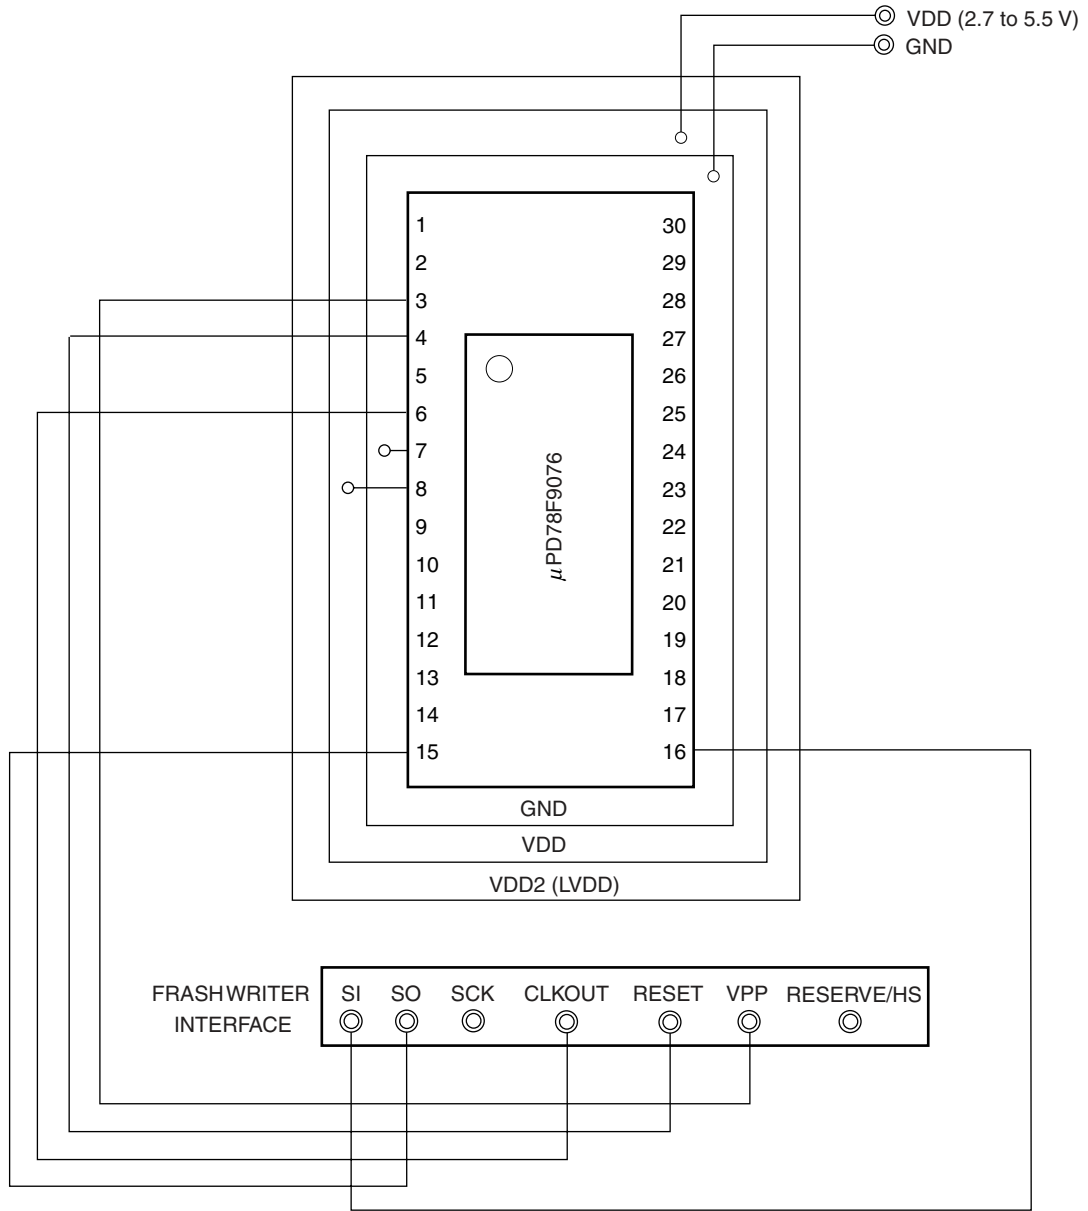 VDD (2.7 to 5.5 V)
GND
1 30
2 29
3 28
4 27
5 26
6 25
7 24
8 23
9 22
10 21
11 20
12 19
13 18
14 17
15 16
μPD78F9076
GND
VDD
VDD2 (LVDD)
FRASH WRITER
INTERFACE
SI SO SCK CLKOUT RESET VPP RESERVE/HS